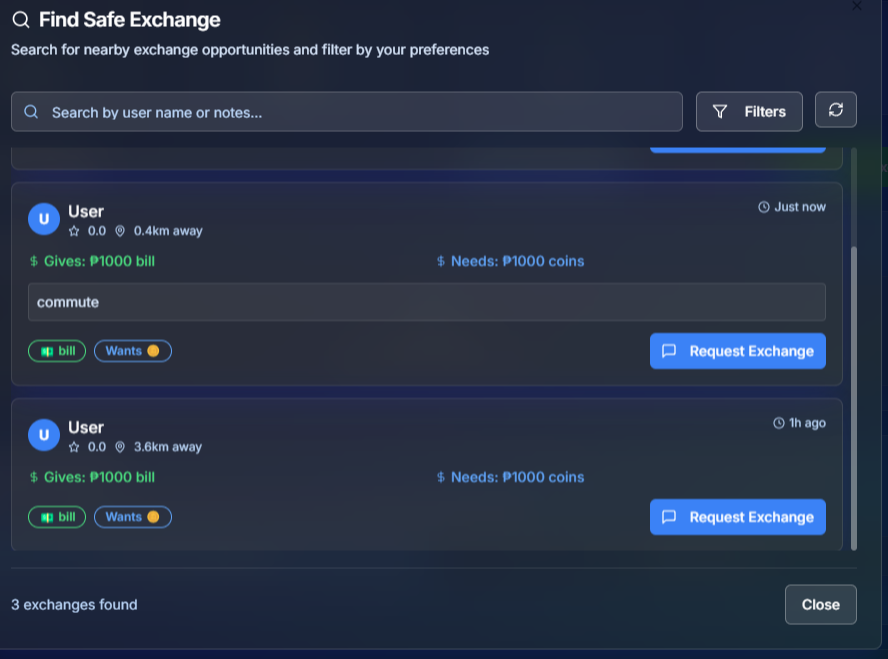 Find Safe Exchange
Search for nearby exchange opportunities and filter by your preferences
Search by user name or notes...
Filters
U
User
0.0
0.4km away
Just now
$ Gives: ₱1000 bill
$ Needs: ₱1000 coins
commute
bill
Wants
Request Exchange
U
User
0.0
3.6km away
1h ago
$ Gives: ₱1000 bill
$ Needs: ₱1000 coins
bill
Wants
Request Exchange
3 exchanges found
Close